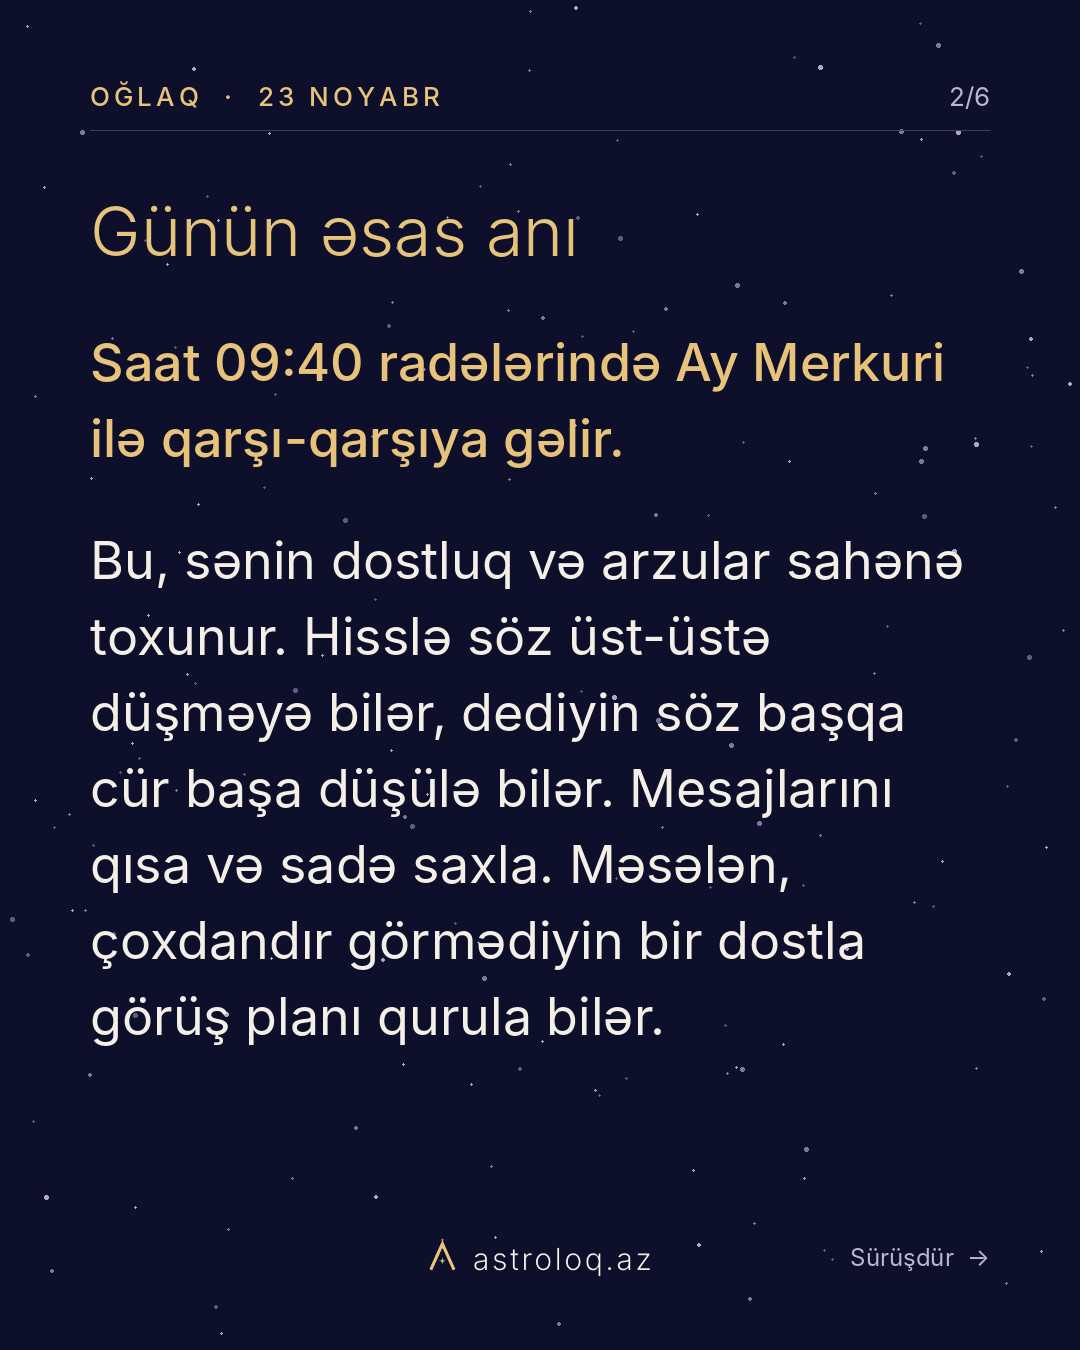 OĞLAQ · 23 NOYABR 2/6
Günün əsas anı
Saat 09:40 radələrində Ay Merkuri
ilə qarşı-qarşıya gəlir.
Bu, sənin dostluq və arzular sahənə
toxunur. Hisslə söz üst-üstə
düşməyə bilər, dediyin söz başqa
cür başa düşülə bilər. Mesajlarını
qısa və sadə saxla. Məsələn,
çoxdandır görmədiyin bir dostla
görüş planı qurula bilər.
astroloq.az
Sürüşdür →